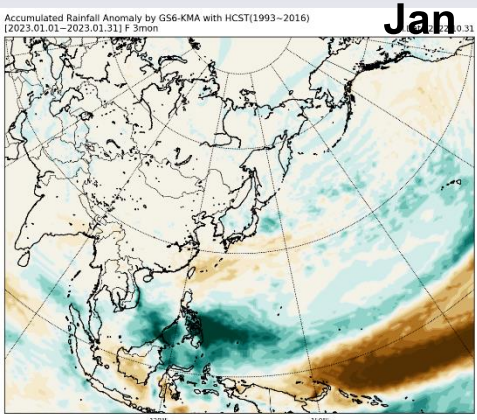 Accumulated Rainfall Anomaly by GS6-KMA with HCST(1993~2016)
Jan
[2023.01.01~2023.01.31] F 3mon